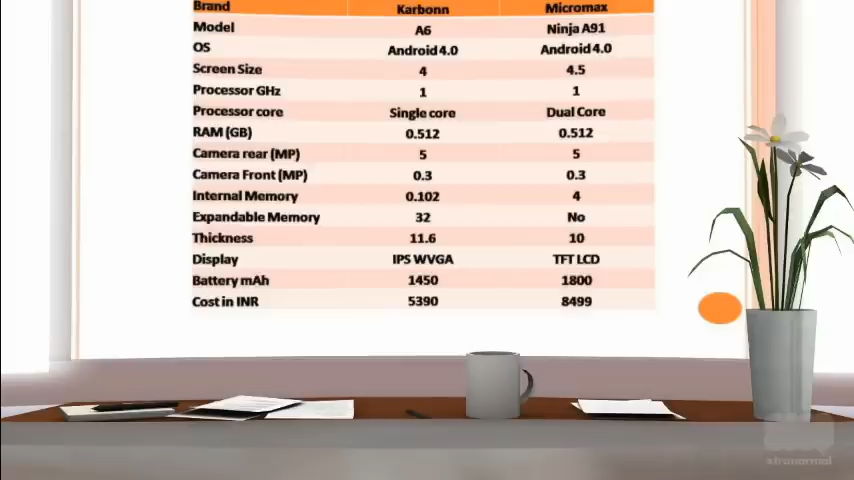 Brand Karbonn Micromax
Model A6 Ninja A91
OS Android 4.0 Android 4.0
Screen Size 4 4.5
Processor GHz 1 1
Processor core Single core Dual Core
RAM (GB) 0.512 0.512
Camera rear (MP) 5 5
Camera Front (MP) 0.3 0.3
Internal Memory 0.102 4
Expandable Memory 32 No
Thickness 11.6 10
Display IPS WVGA TFT LCD
Battery mAh 1450 1800
Cost in INR 5390 8499
xtranormal